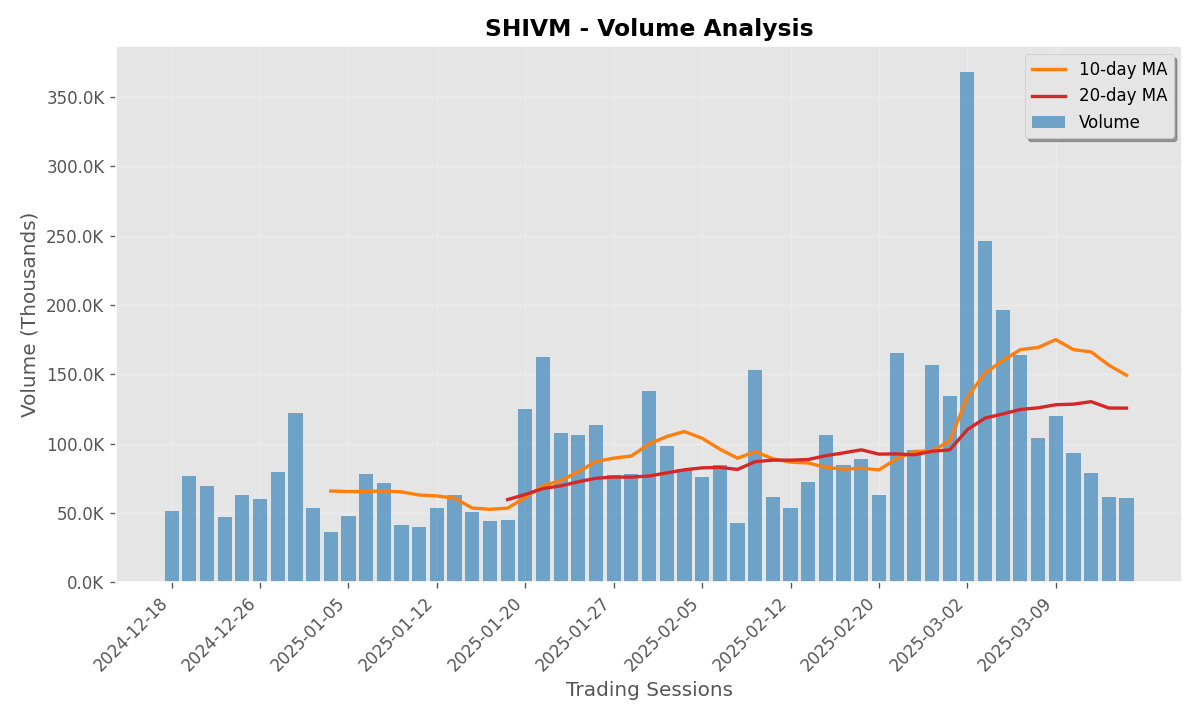 SHIVM - Volume Analysis
10-day MA
20-day MA
Volume
Volume (Thousands)
350.0K
300.0K
250.0K
200.0K
150.0K
100.0K
50.0K
0.0K
2024-12-18
2024-12-26
2025-01-05
2025-01-12
2025-01-20
2025-01-27
2025-02-05
2025-02-12
2025-02-20
2025-03-02
2025-03-09
Trading Sessions